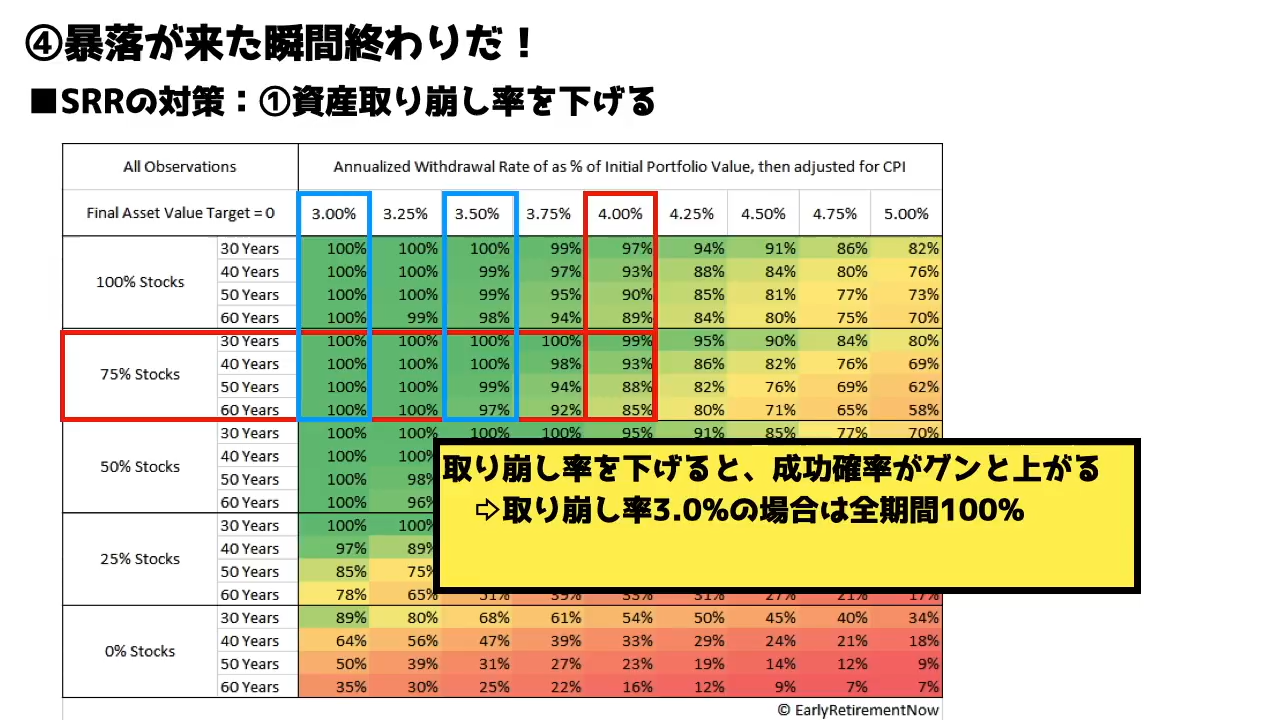 ④暴落が来た瞬間終わりだ！
■SRRの対策：①資産取り崩し率を下げる
All Observations Annualized Withdrawal Rate of as % of Initial Portfolio Value, then adjusted for CPI
Final Asset Value Target = 0 3.00% 3.25% 3.50% 3.75% 4.00% 4.25% 4.50% 4.75% 5.00%
100% Stocks
30 Years 100% 100% 100% 99% 97% 94% 91% 86% 82%
40 Years 100% 100% 99% 97% 93% 88% 84% 80% 76%
50 Years 100% 100% 99% 95% 90% 85% 81% 77% 73%
60 Years 100% 99% 98% 94% 89% 84% 80% 75% 70%
75% Stocks
30 Years 100% 100% 100% 100% 99% 95% 90% 84% 80%
40 Years 100% 100% 100% 98% 93% 86% 82% 76% 69%
50 Years 100% 100% 99% 94% 88% 82% 76% 69% 62%
60 Years 100% 100% 97% 92% 85% 80% 71% 65% 58%
50% Stocks
30 Years 100% 100% 100% 100% 95% 91% 85% 77% 70%
40 Years 100% 100%
50 Years 100% 98%
60 Years 100% 96%
25% Stocks
30 Years 100% 100%
40 Years 97% 89%
50 Years 85% 75%
60 Years 78% 65% 51% 39% 33% 31% 27% 21% 17%
0% Stocks
30 Years 89% 80% 68% 61% 54% 50% 45% 40% 34%
40 Years 64% 56% 47% 39% 33% 29% 24% 21% 18%
50 Years 50% 39% 31% 27% 23% 19% 14% 12% 9%
60 Years 35% 30% 25% 22% 16% 12% 9% 7% 7%
取り崩し率を下げると、成功確率がグンと上がる
⇨取り崩し率3.0%の場合は全期間100%
© EarlyRetirementNow